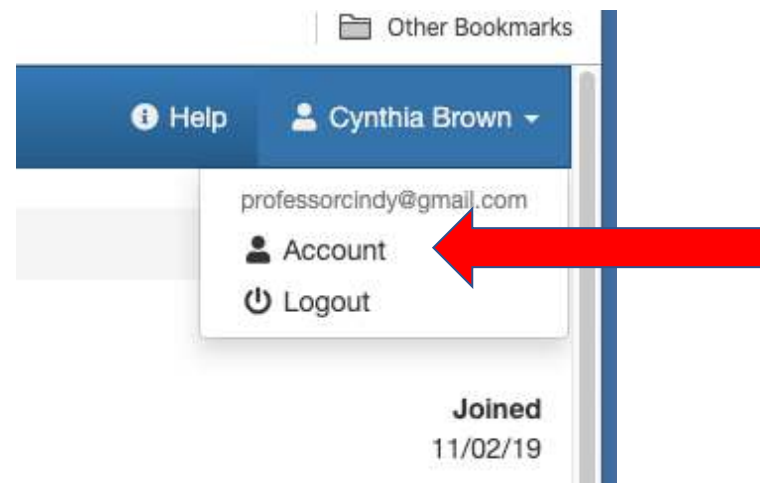 Other Bookmarks
Help Cynthia Brown
professorcindy@gmail.com
Account
Logout
Joined
11/02/19